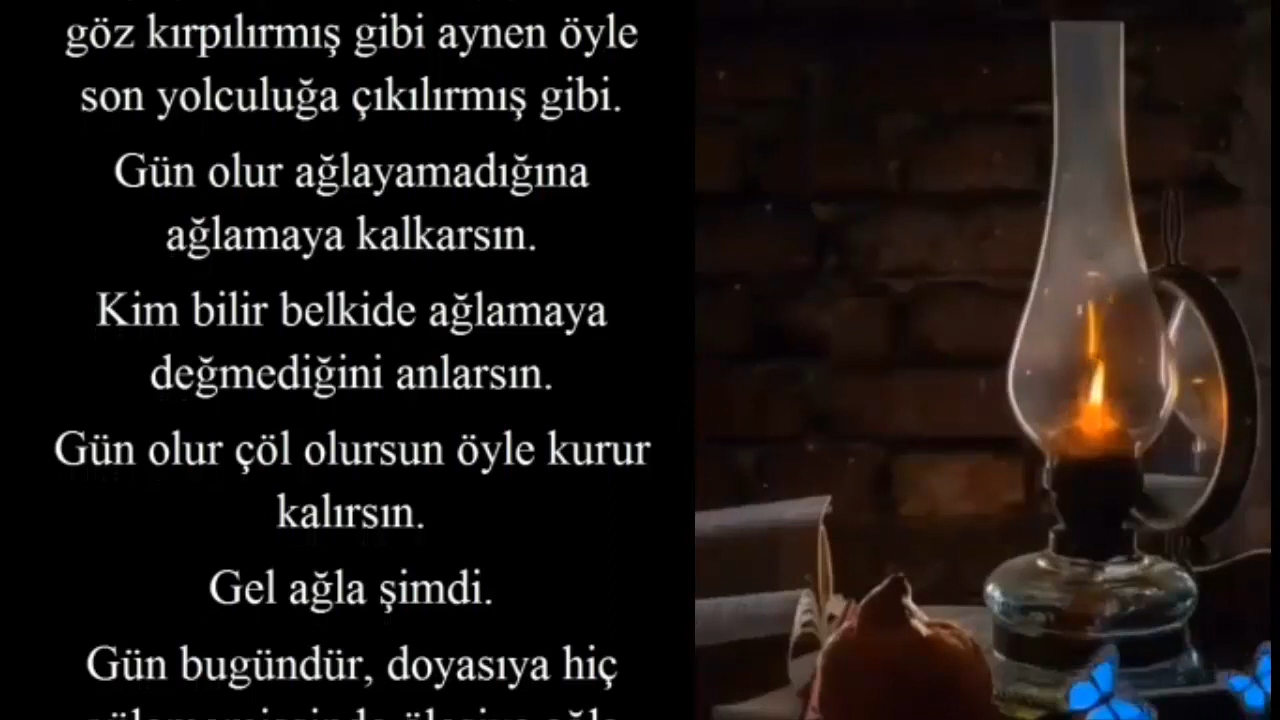 göz kırpılırmış gibi aynen öyle
son yolculuğa çıkılırmış gibi.
Gün olur ağlayamadığına
ağlamaya kalkarsın.
Kim bilir belkide ağlamaya
değmediğini anlarsın.
Gün olur çöl olursun öyle kurur
kalırsın.
Gel ağla şimdi.
Gün bugündür, doyasıya hiç